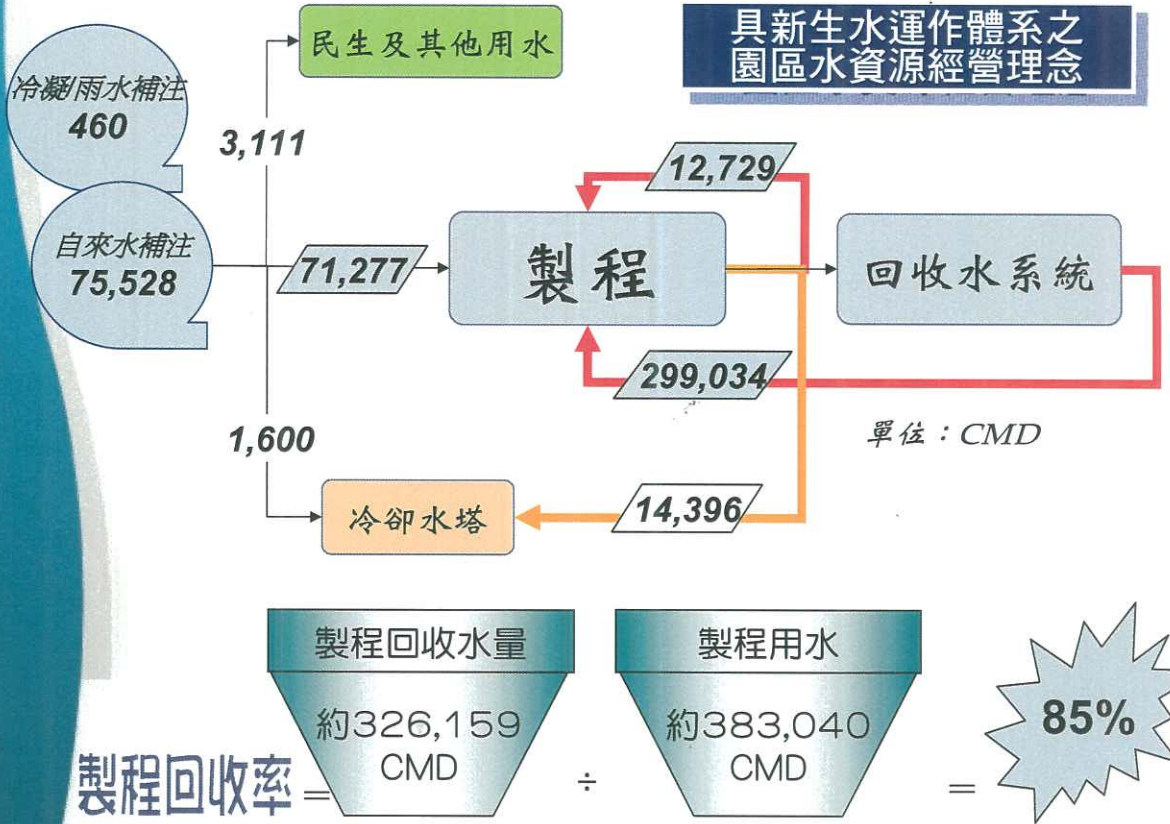 具新生水運作體系之
園區水資源經營理念
冷凝/雨水補注
460
民生及其他用水
3,111
12,729
自來水補注
75,528
71,277
製程
回收水系統
299,034
單位：CMD
1,600
冷卻水塔
14,396
製程回收水量
約326,159
CMD
製程用水
約383,040
CMD
85%
製程回收率 = ÷ =